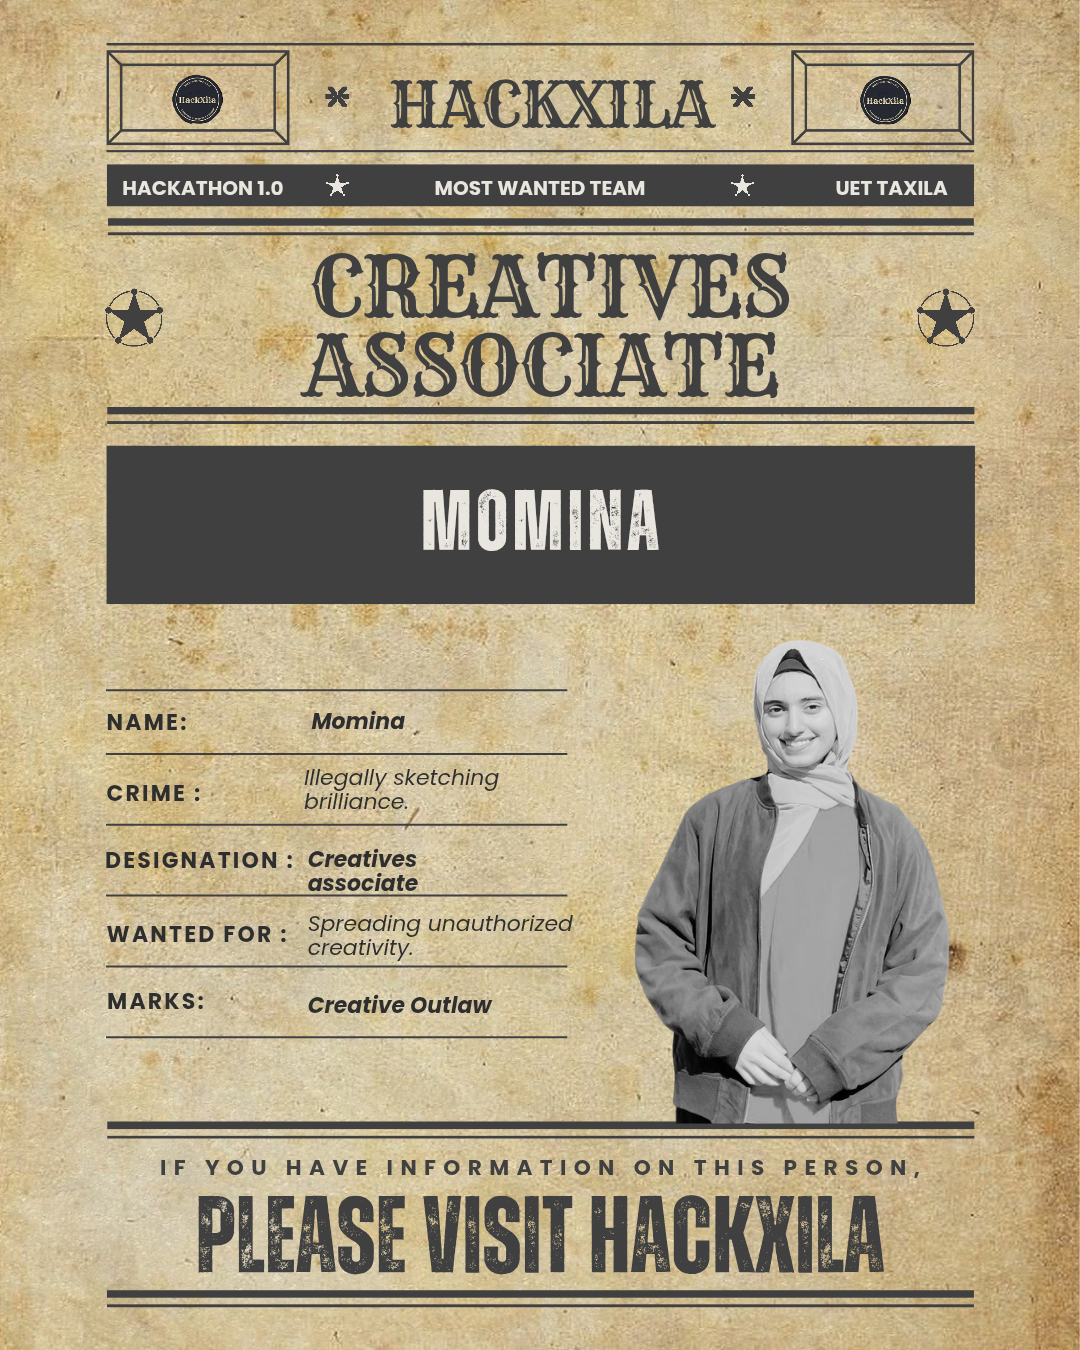 HackXila
HACKXILA
HackXila
HACKATHON 1.0 MOST WANTED TEAM UET TAXILA
CREATIVES
ASSOCIATE
MOMINA
NAME: Momina
CRIME : Illegally sketching
brilliance.
DESIGNATION : Creatives
associate
WANTED FOR : Spreading unauthorized
creativity.
MARKS: Creative Outlaw
IF YOU HAVE INFORMATION ON THIS PERSON,
PLEASE VISIT HACKXILA